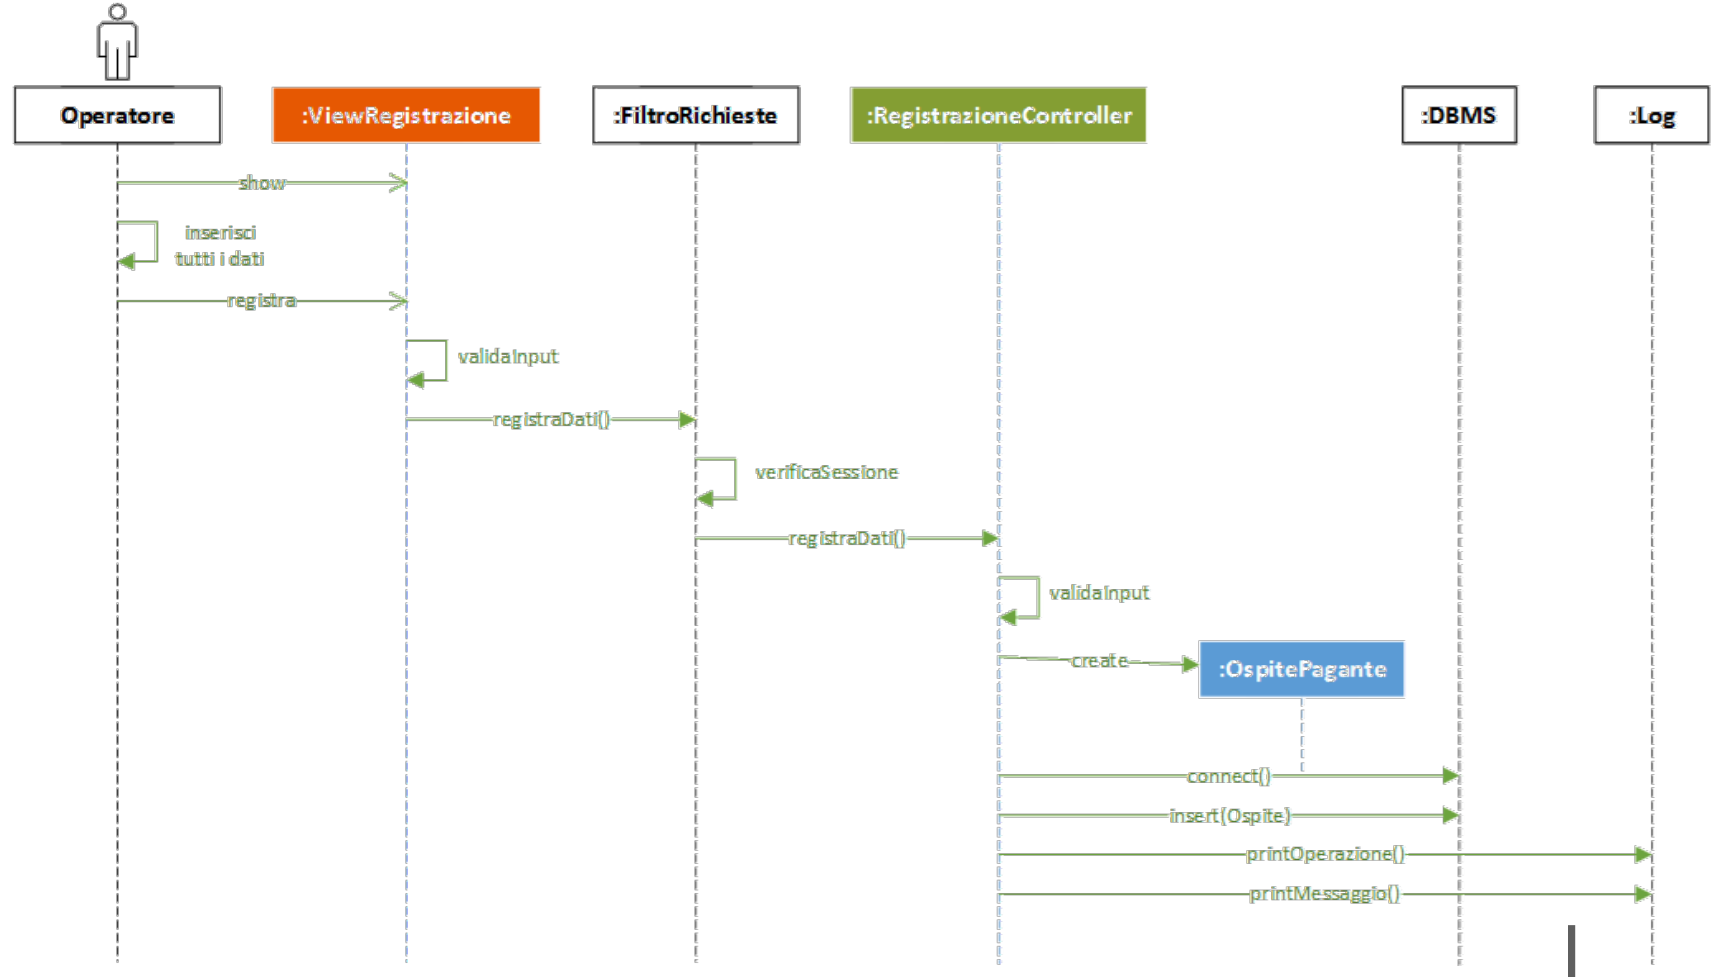 Operatore
:ViewRegistrazione
:FiltroRichieste
:RegistrazioneController
:DBMS
:Log
show
inserisci
tutti i dati
registra
validaInput
registraDati()
verificaSessione
registraDati()
validaInput
create
:OspitePagante
connect()
insert(Ospite)
printOperazione()
printMessaggio()